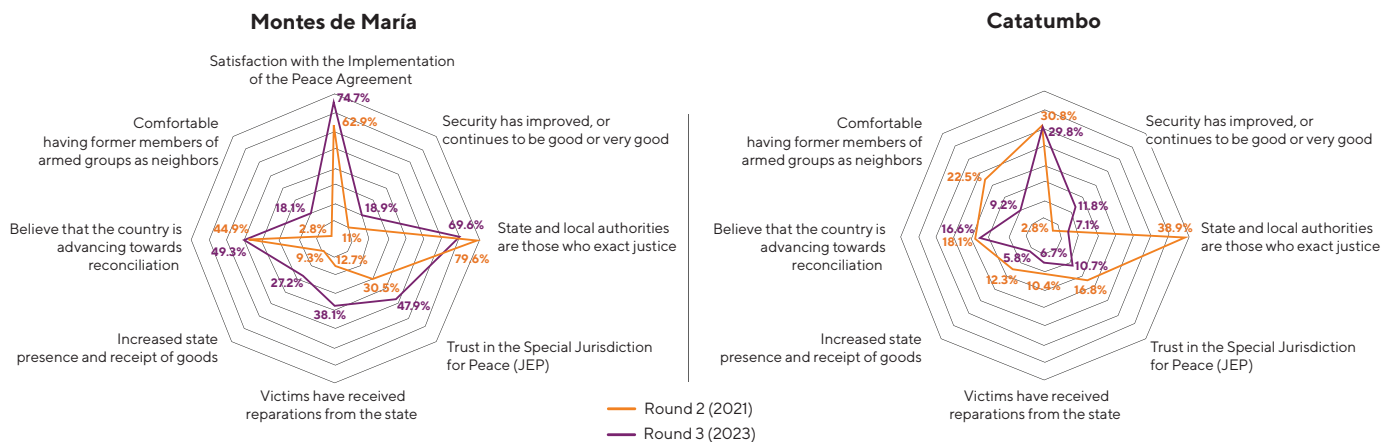 Montes de María
Satisfaction with the Implementation
of the Peace Agreement
74.7%
62.9%
Comfortable
having former members of
armed groups as neighbors
Security has improved, or
continues to be good or very good
18.1%
18.9%
Believe that the country is
advancing towards
reconciliation
44.9%
49.3%
2.8%
11%
69.6%
79.6%
State and local authorities
are those who exact justice
9.3%
12.7%
30.5%
27.2%
38.1%
47.9%
Increased state
presence and receipt of goods
Trust in the Special Jurisdiction
for Peace (JEP)
Victims have received
reparations from the state
Catatumbo
30.8%
29.8%
Comfortable
having former members of
armed groups as neighbors
Security has improved, or
continues to be good or very good
22.5%
9.2%
11.8%
Believe that the country is
advancing towards
reconciliation
16.6%
18.1%
2.8%
7.1%
38.9%
State and local authorities
are those who exact justice
5.8%
6.7%
10.7%
12.3%
10.4%
16.8%
Increased state
presence and receipt of goods
Trust in the Special Jurisdiction
for Peace (JEP)
Victims have received
reparations from the state
Round 2 (2021)
Round 3 (2023)